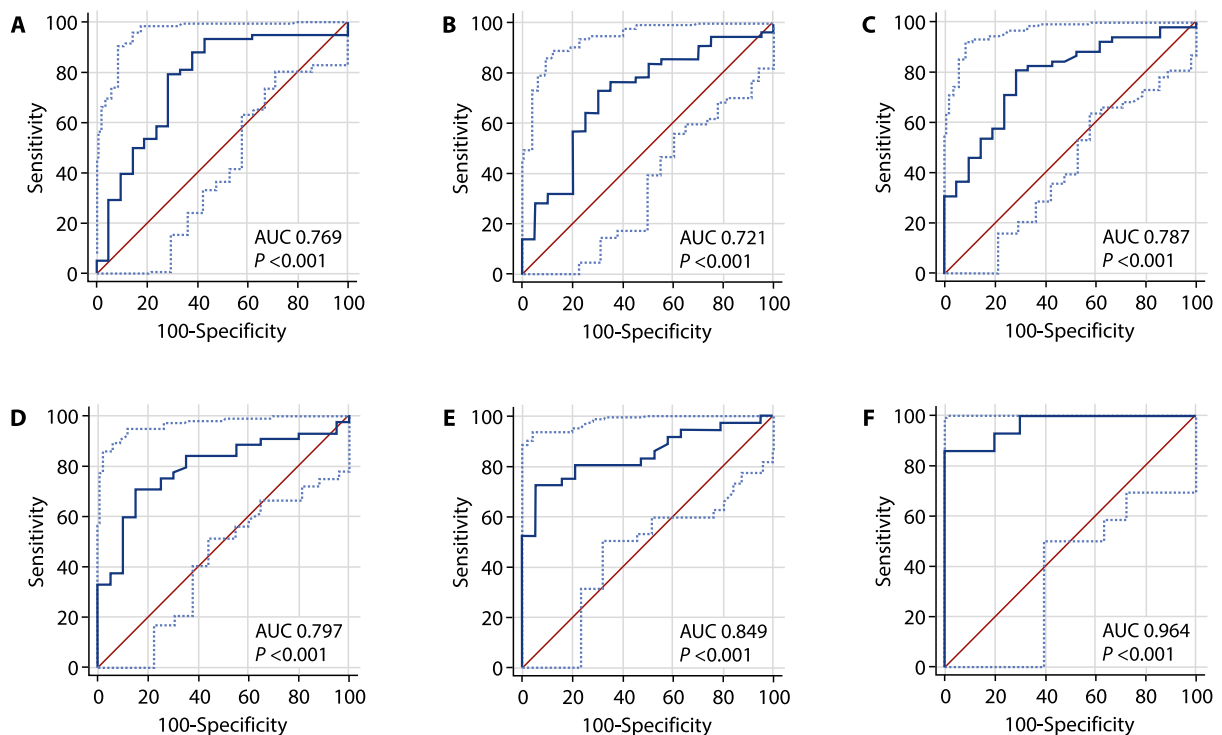 A
100
80
60
40
20
0
Sensitivity
AUC 0.769
P <0.001
0 20 40 60 80 100
100-Specificity
B
100
80
60
40
20
0
Sensitivity
AUC 0.721
P <0.001
0 20 40 60 80 100
100-Specificity
C
100
80
60
40
20
0
Sensitivity
AUC 0.787
P <0.001
0 20 40 60 80 100
100-Specificity
D
100
80
60
40
20
0
Sensitivity
AUC 0.797
P <0.001
0 20 40 60 80 100
100-Specificity
E
100
80
60
40
20
0
Sensitivity
AUC 0.849
P <0.001
0 20 40 60 80 100
100-Specificity
F
100
80
60
40
20
0
Sensitivity
AUC 0.964
P <0.001
0 20 40 60 80 100
100-Specificity